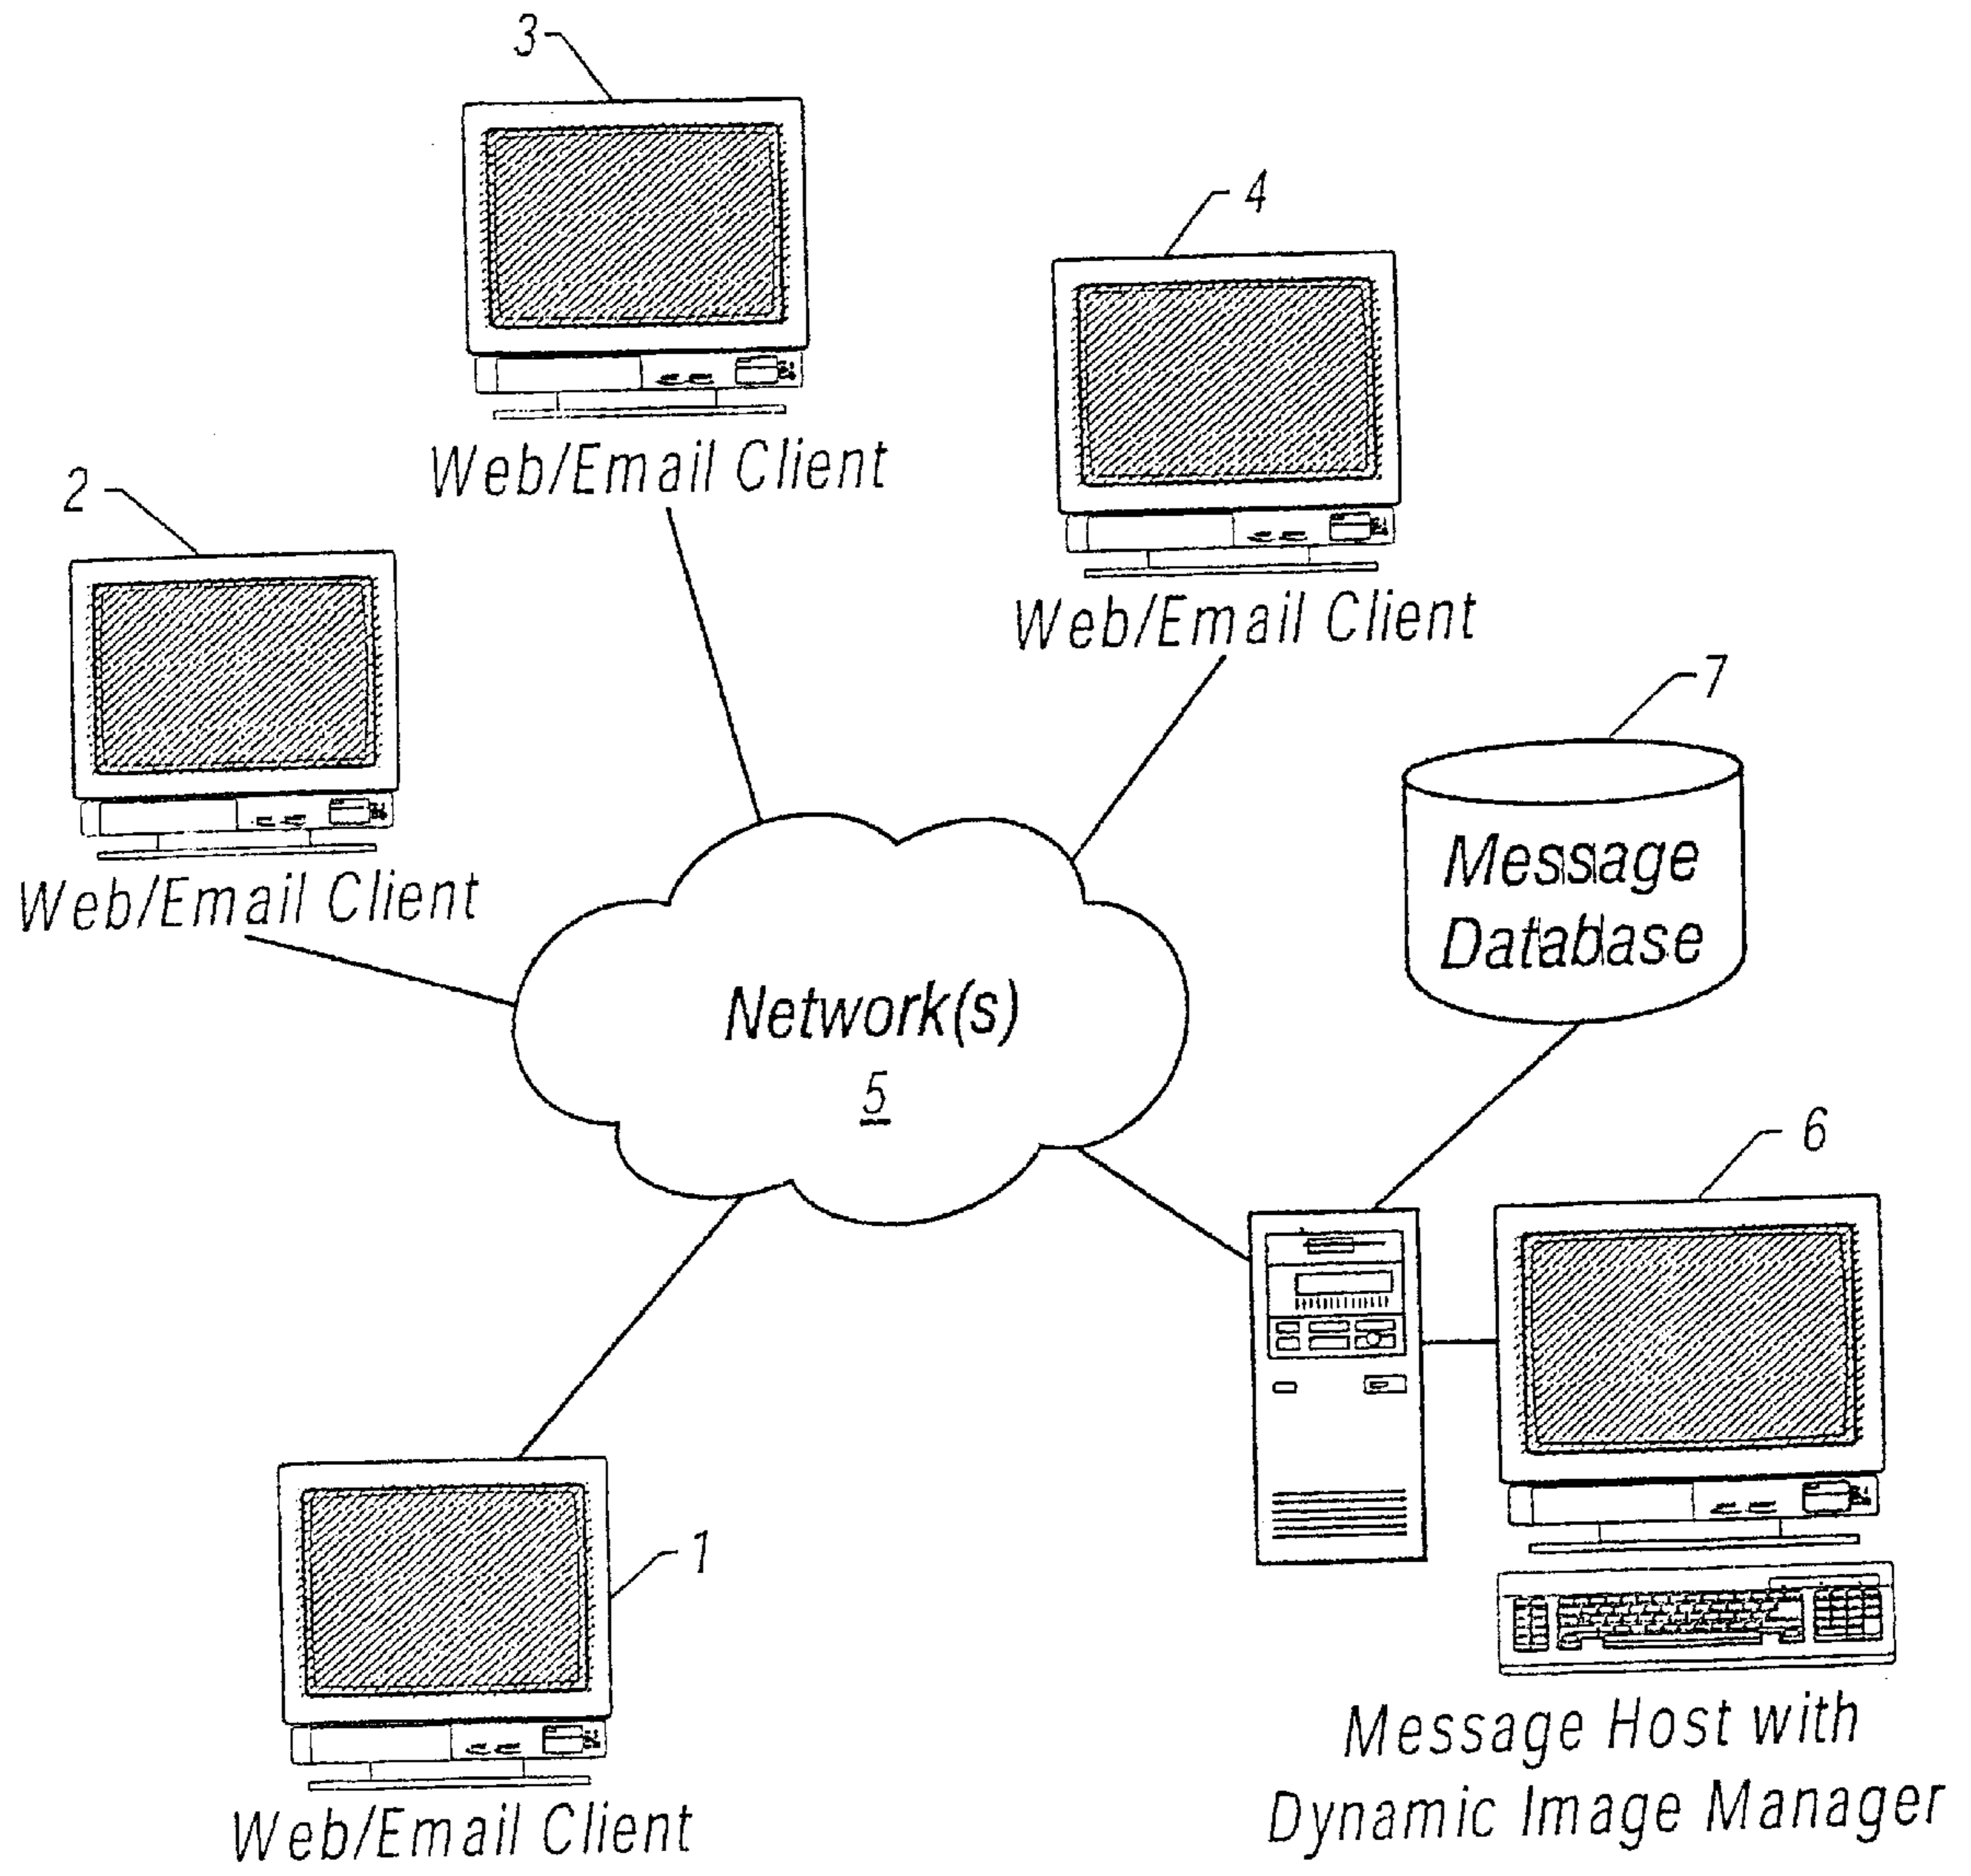 3
4
Web/Email Client
2
Web/Email Client
7
Message
Database
Web/Email Client
Network(s)
5
6
1
Message Host with
Dynamic Image Manager
Web/Email Client